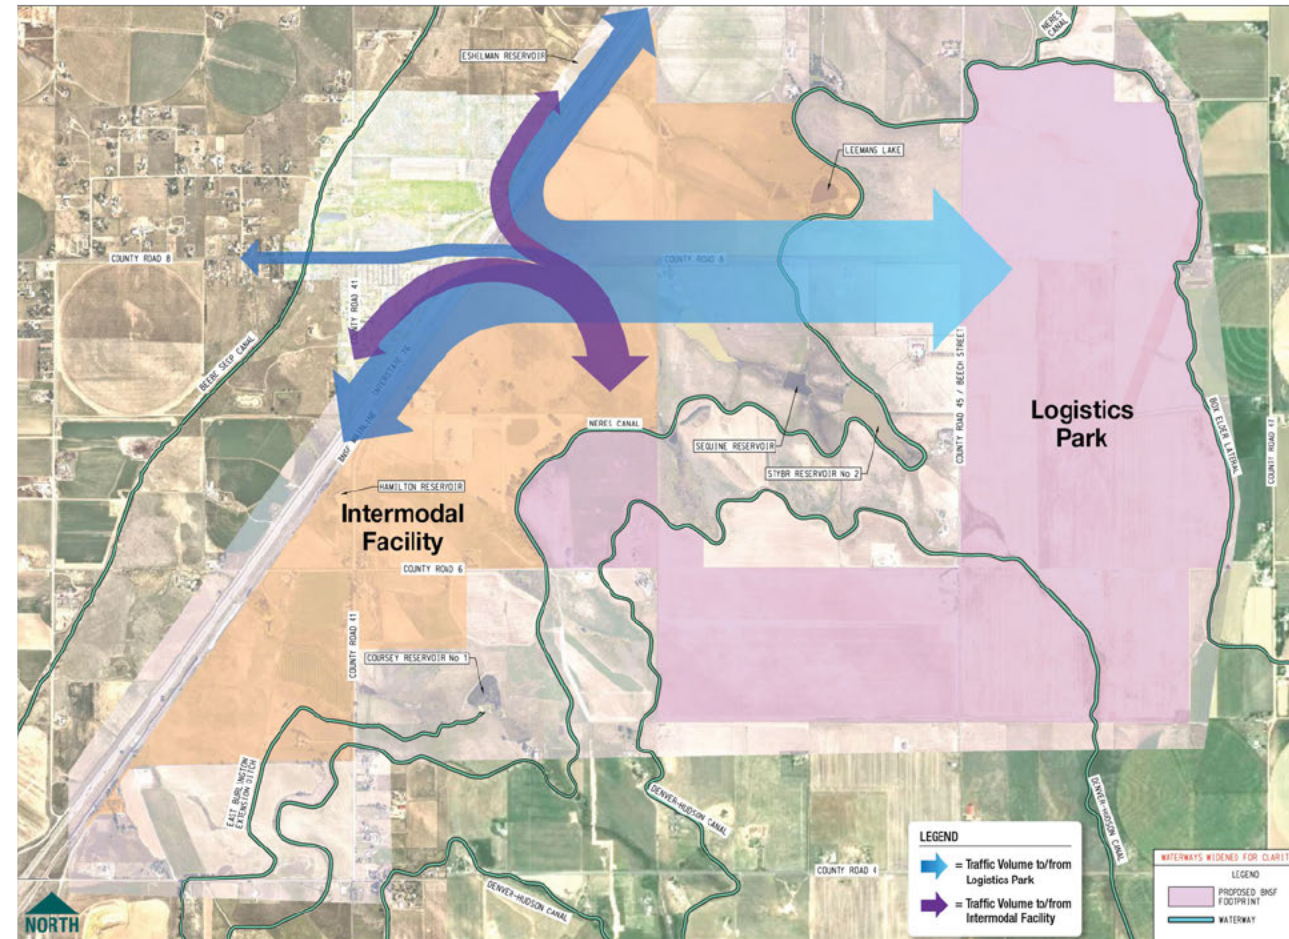 NERES
CANAL
ESHELMAN RESERVOIR
LEEMANS LAKE
COUNTY ROAD 8
COUNTY ROAD 8
COUNTY ROAD 41
BEEBE SEEP CANAL
BNSF MAINLINE
INTERSTATE 76
COUNTY ROAD 45 / BEECH STREET
Logistics
Park
BOX ELDER LATERAL
COUNTY ROAD 47
NERES CANAL
SEQUINE RESERVOIR
STYBR RESERVOIR No 2
HAMILTON RESERVOIR
Intermodal
Facility
COUNTY ROAD 6
COUNTY ROAD 41
COURSEY RESERVOIR No 1
EAST BURLINGTON
EXTENSION DITCH
DENVER-HUDSON CANAL
DENVER-HUDSON CANAL
DENVER-HUDSON CANAL
COUNTY ROAD 4
LEGEND
= Traffic Volume to/from
Logistics Park
= Traffic Volume to/from
Intermodal Facility
WATERWAYS WIDENED FOR CLARIT
LEGEND
PROPOSED BNSF
FOOTPRINT
WATERWAY
NORTH